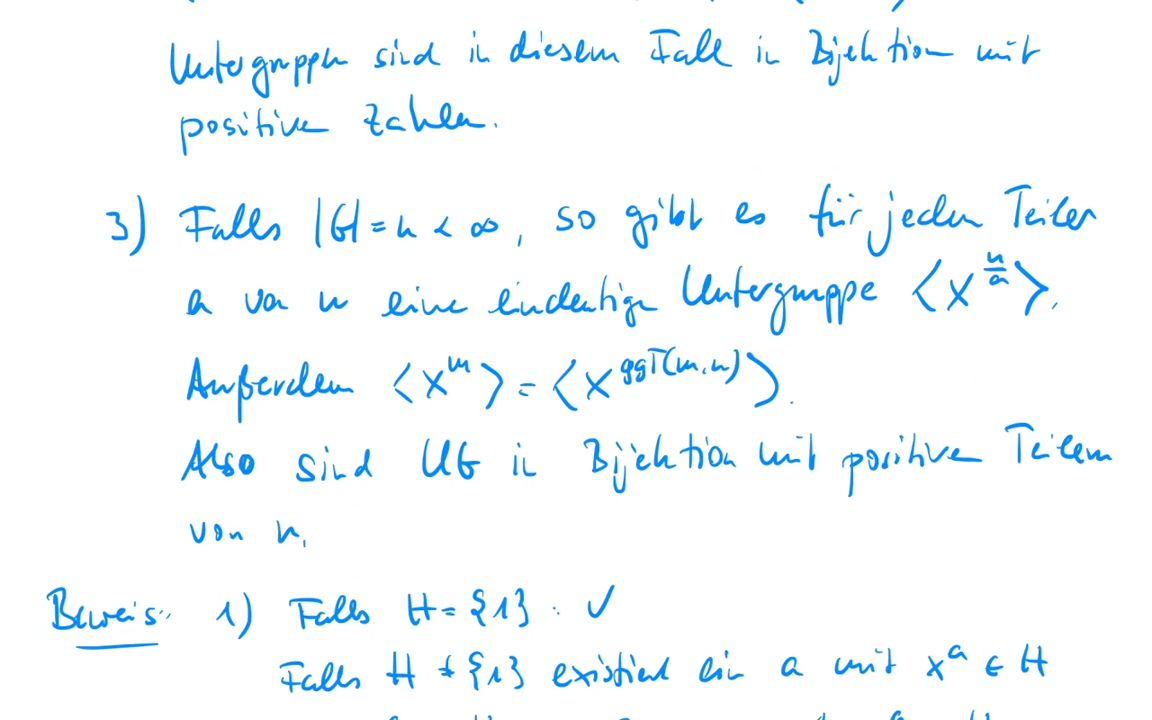 Untergruppen sind in diesem Fall in Bijektion mit
positiven Zahlen.
3) Falls |G| = n < ∞, so gibt es für jeden Teiler
a von n eine eindeutige Untergruppe ⟨x^{n/a}⟩.
Außerdem ⟨x^m⟩ = ⟨x^{ggT(m,n)}⟩.
Also sind UG in Bijektion mit positiven Teilern
von n.
Beweis: 1) Falls H = {1}. ✓
Falls H ≠ {1} existiert ein a mit x^a ∈ H